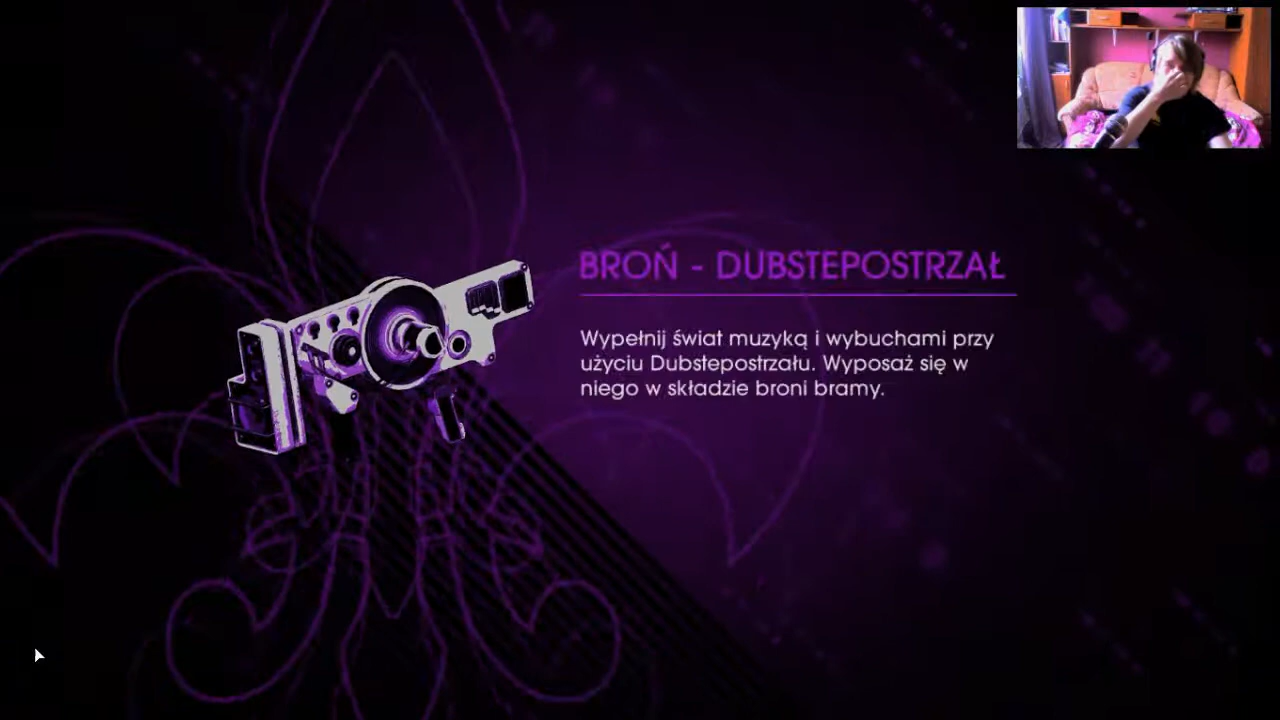 BROŃ - DUBSTEPOSTRZAŁ
Wypełnij świat muzyką i wybuchami przy
użyciu Dubstepostrzału. Wyposaż się w
niego w składzie broni bramy.